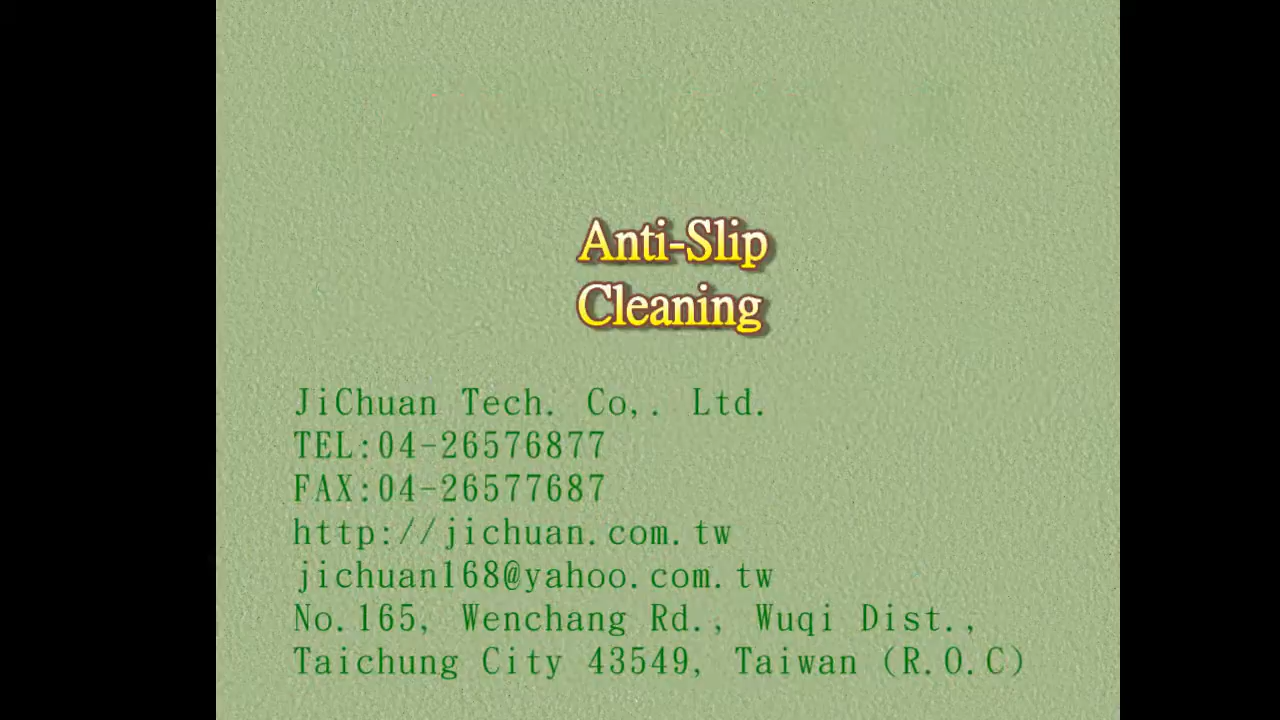 Anti-Slip
Cleaning
JiChuan Tech. Co,. Ltd.
TEL:04-26576877
FAX:04-26577687
http://jichuan.com.tw
jichuan168@yahoo.com.tw
No.165, Wenchang Rd., Wuqi Dist.,
Taichung City 43549, Taiwan (R.O.C)